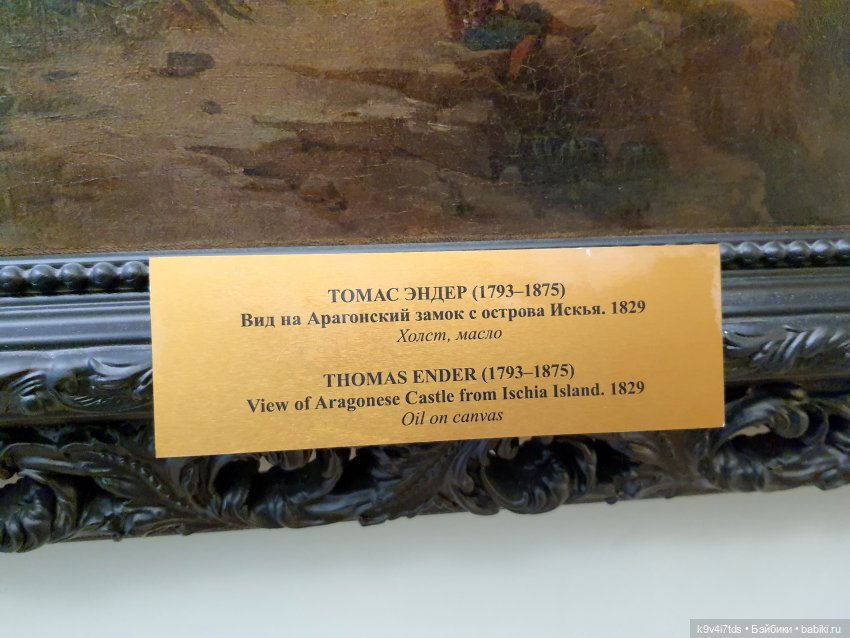 ТОМАС ЭНДЕР (1793–1875)
Вид на Арагонский замок с острова Искья. 1829
Холст, масло
THOMAS ENDER (1793–1875)
View of Aragonese Castle from Ischia Island. 1829
Oil on canvas
k9v4i7tds • Бэйбики • babiki.ru